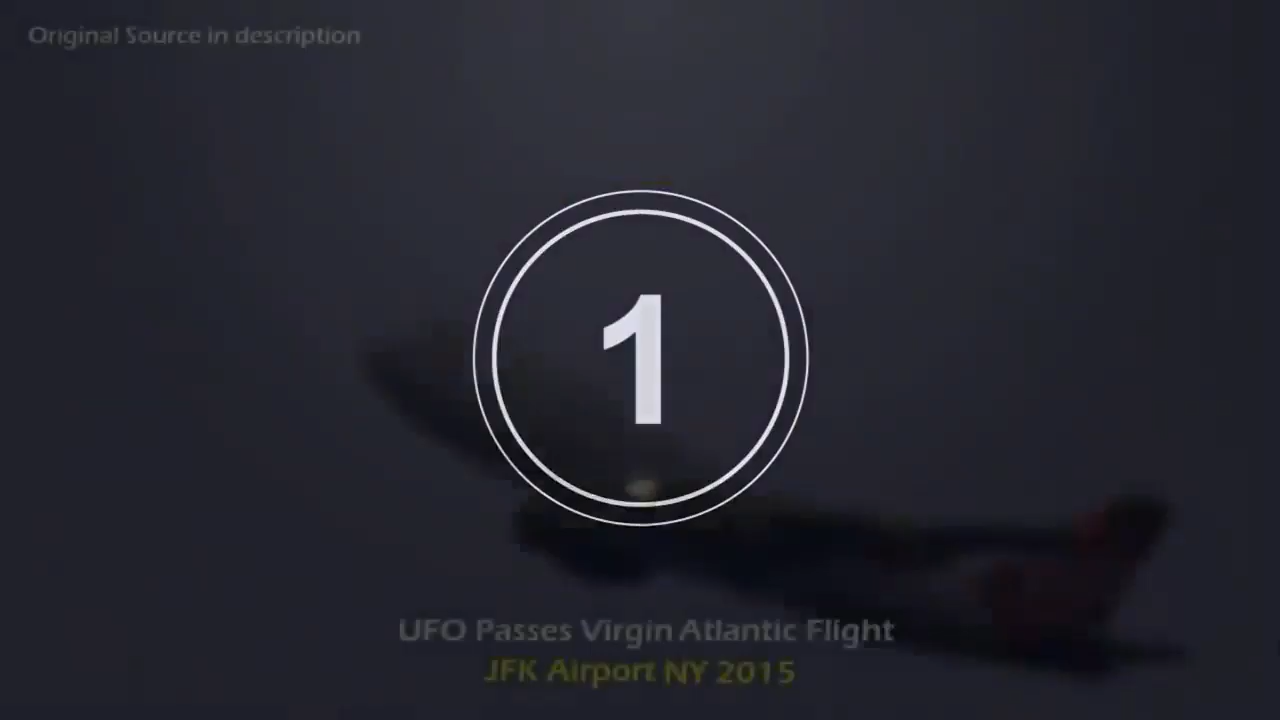 Original Source in description
1
UFO Passes Virgin Atlantic Flight
JFK Airport NY 2015